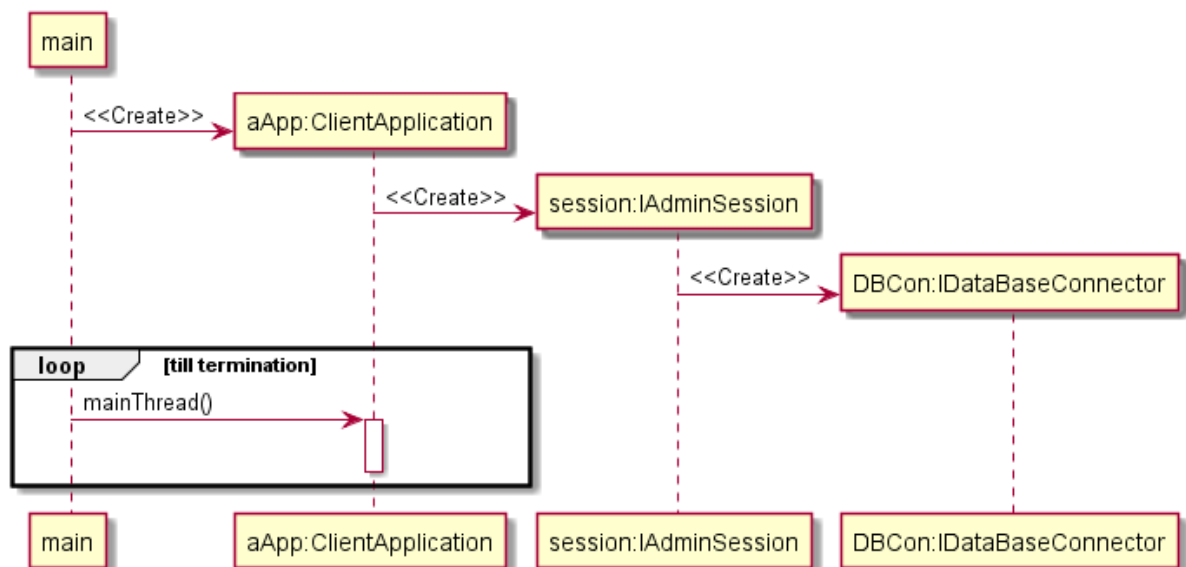 main
<<Create>>
aApp:ClientApplication
<<Create>>
session:IAdminSession
<<Create>>
DBCon:IDataBaseConnector
loop [till termination]
mainThread()
main aApp:ClientApplication session:IAdminSession DBCon:IDataBaseConnector